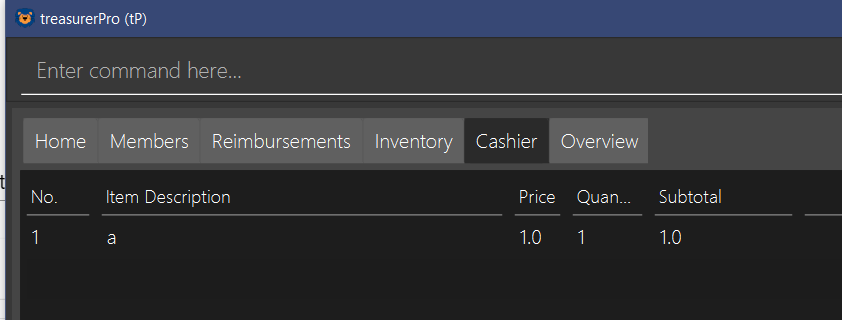 treasurerPro (tP)
Enter command here...
Home Members Reimbursements Inventory Cashier Overview
No. Item Description Price Quan... Subtotal
1 a 1.0 1 1.0